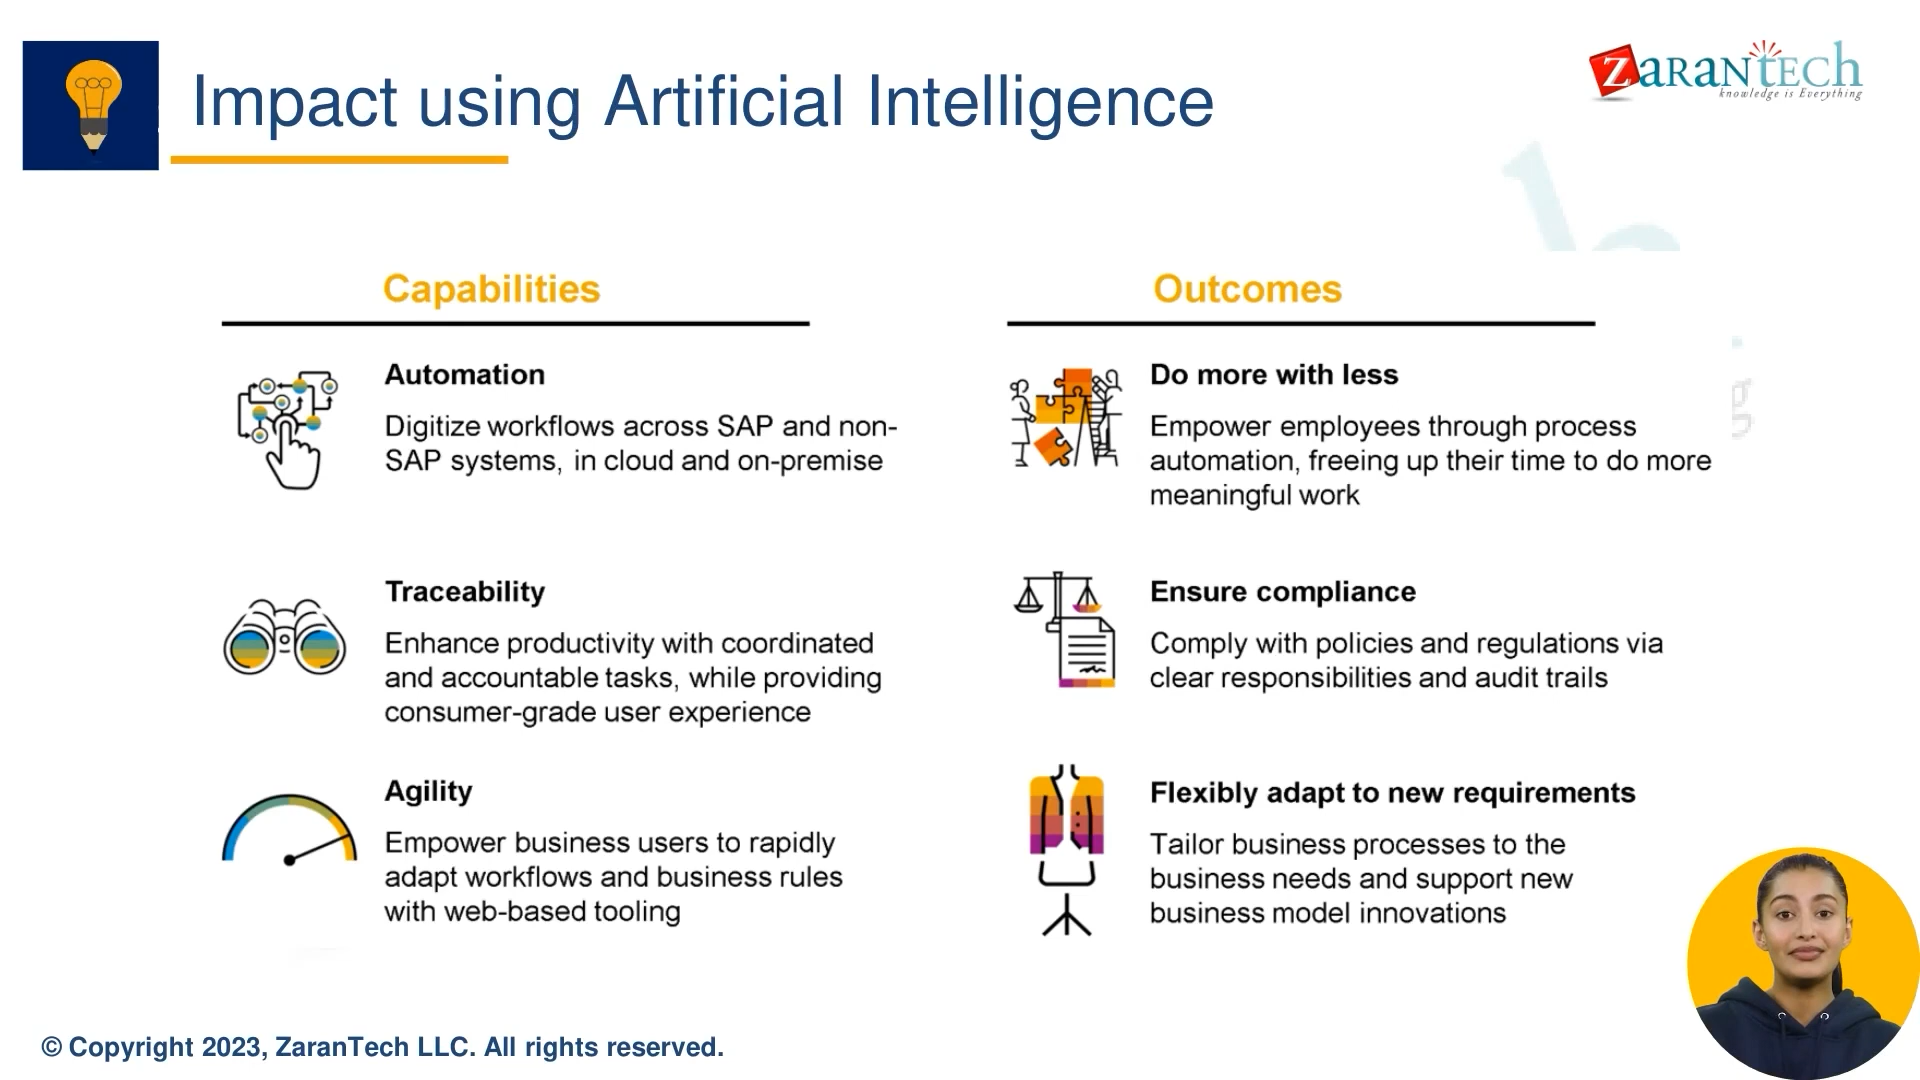 Impact using Artificial Intelligence
ZARANTECH
knowledge is Everything
Capabilities
Automation
Digitize workflows across SAP and non-
SAP systems, in cloud and on-premise
Traceability
Enhance productivity with coordinated
and accountable tasks, while providing
consumer-grade user experience
Agility
Empower business users to rapidly
adapt workflows and business rules
with web-based tooling
Outcomes
Do more with less
Empower employees through process
automation, freeing up their time to do more
meaningful work
Ensure compliance
Comply with policies and regulations via
clear responsibilities and audit trails
Flexibly adapt to new requirements
Tailor business processes to the
business needs and support new
business model innovations
© Copyright 2023, ZaranTech LLC. All rights reserved.